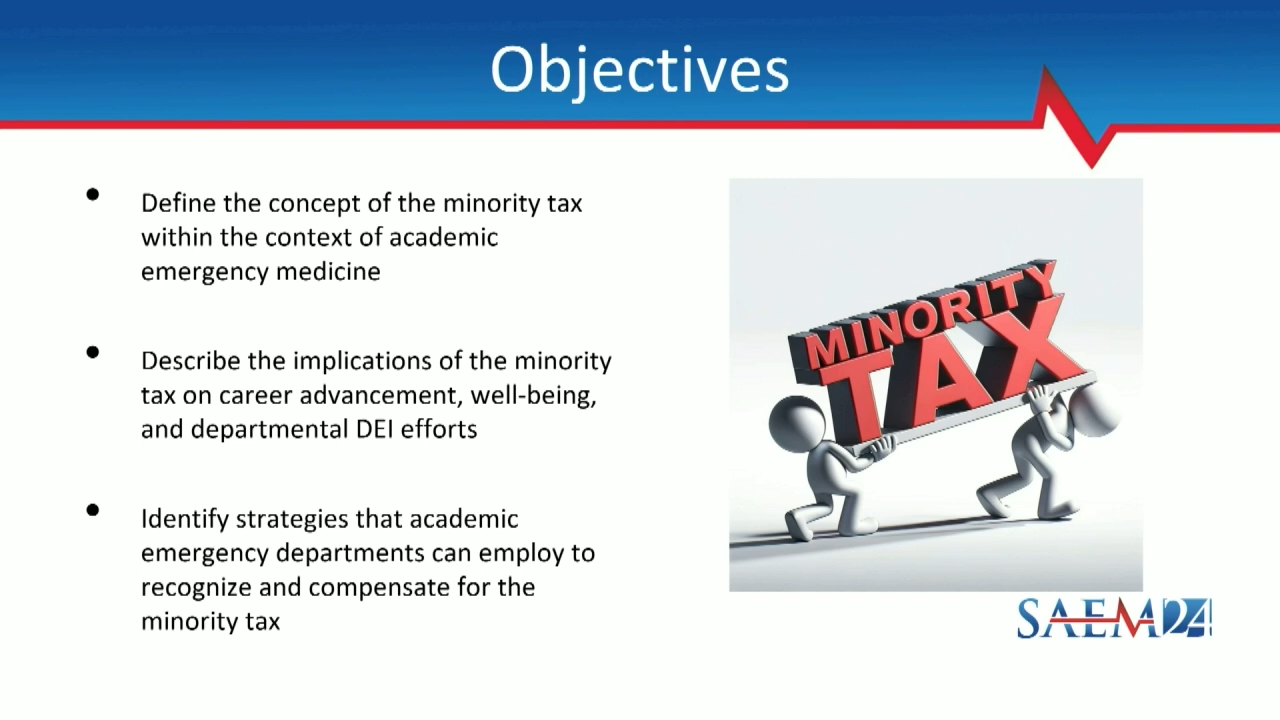 Objectives
• Define the concept of the minority tax
within the context of academic
emergency medicine
• Describe the implications of the minority
tax on career advancement, well-being,
and departmental DEI efforts
• Identify strategies that academic
emergency departments can employ to
recognize and compensate for the
minority tax
MINORITY
TAX
SAEM24